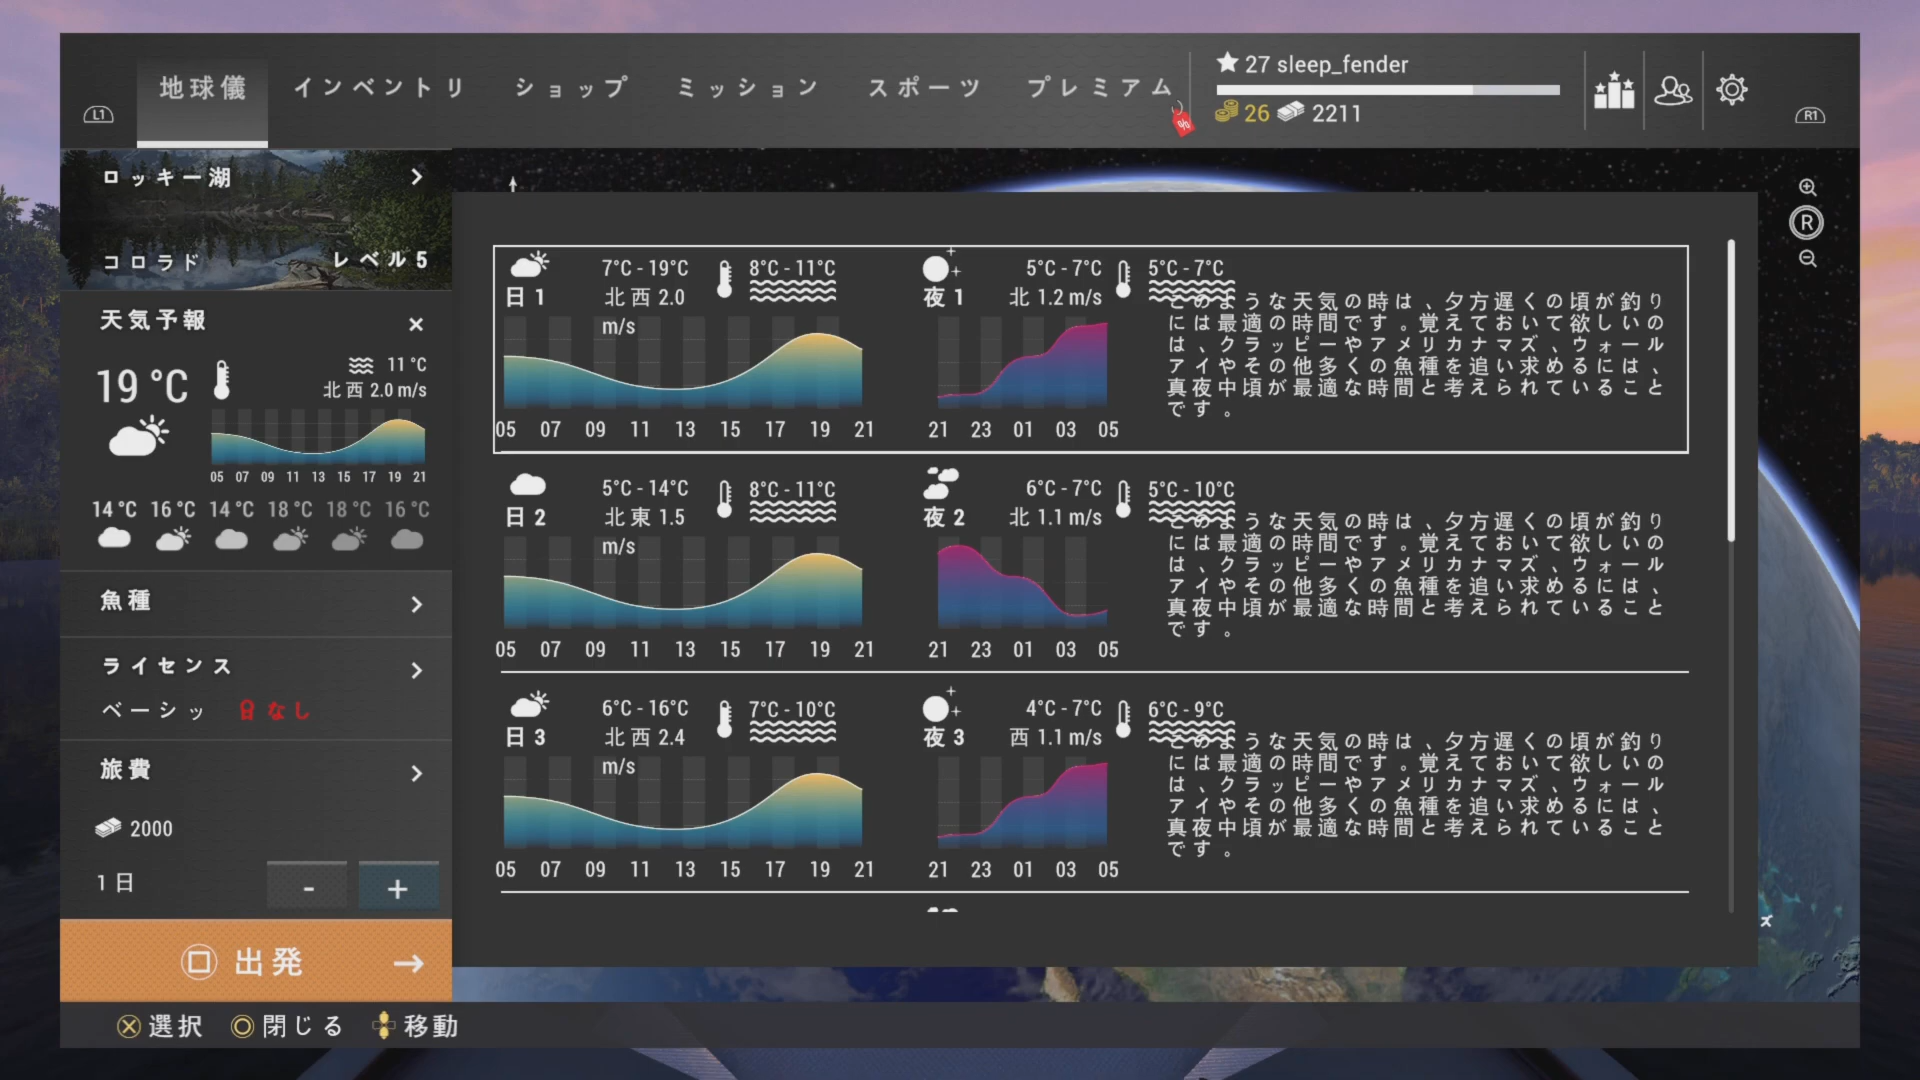 L1
地球儀
インベントリ
ショップ
ミッション
スポーツ
プレミアム
%
27 sleep_fender
26 2211
R1
ロッキー湖
コロラド レベル 5
天気予報
19 °C
11 °C
北西 2.0 m/s
05 07 09 11 13 15 17 19 21
14 °C 16 °C 14 °C 18 °C 18 °C 16 °C
魚種
ライセンス
ベーシッ なし
旅費
2000
1 日 - +
出発
選択 閉じる 移動
R
日 1
7°C - 19°C
北西 2.0
m/s
8°C - 11°C
05 07 09 11 13 15 17 19 21
夜 1
5°C - 7°C
北 1.2 m/s
5°C - 7°C
21 23 01 03 05
このような天気の時は、夕方遅くの頃が釣り
には最適の時間です。覚えておいて欲しいの
は、クラッピーやアメリカナマズ、ウォール
アイやその他多くの魚種を追い求めるには、
真夜中頃が最適な時間と考えられていること
です。
日 2
5°C - 14°C
北東 1.5
m/s
8°C - 11°C
05 07 09 11 13 15 17 19 21
夜 2
6°C - 7°C
北 1.1 m/s
5°C - 10°C
21 23 01 03 05
このような天気の時は、夕方遅くの頃が釣り
には最適の時間です。覚えておいて欲しいの
は、クラッピーやアメリカナマズ、ウォール
アイやその他多くの魚種を追い求めるには、
真夜中頃が最適な時間と考えられていること
です。
日 3
6°C - 16°C
北西 2.4
m/s
7°C - 10°C
05 07 09 11 13 15 17 19 21
夜 3
4°C - 7°C
西 1.1 m/s
6°C - 9°C
21 23 01 03 05
このような天気の時は、夕方遅くの頃が釣り
には最適の時間です。覚えておいて欲しいの
は、クラッピーやアメリカナマズ、ウォール
アイやその他多くの魚種を追い求めるには、
真夜中頃が最適な時間と考えられていること
です。
ズ